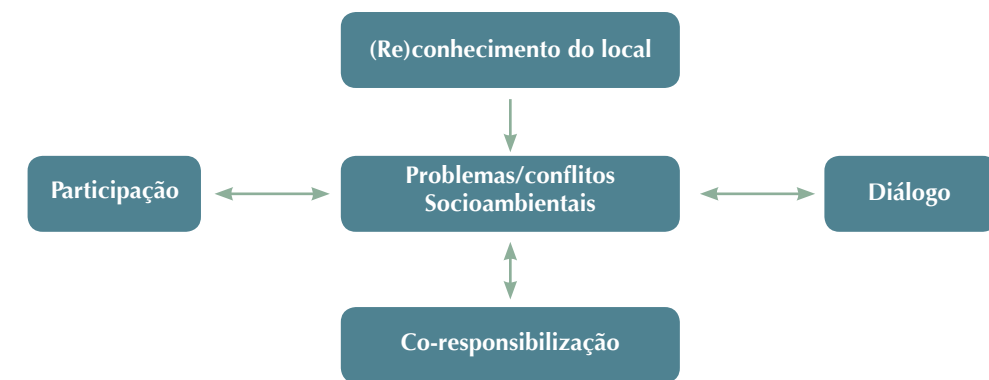 (Re)conhecimento do local
Participação
Problemas/conflitos
Socioambientais
Diálogo
Co-responsibilização